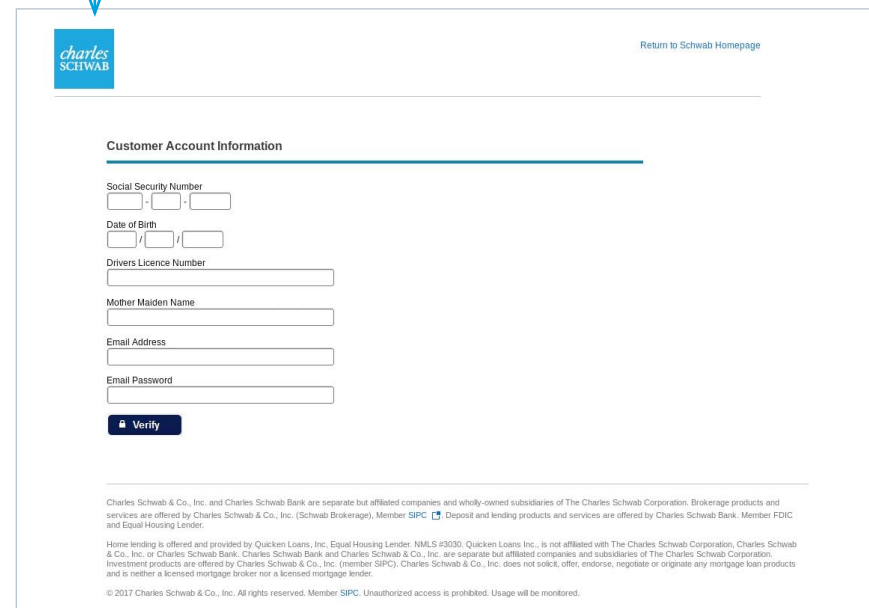 charles
SCHWAB
Return to Schwab Homepage
Customer Account Information
Social Security Number
- -
Date of Birth
/ /
Drivers Licence Number
Mother Maiden Name
Email Address
Email Password
Verify
Charles Schwab & Co., Inc. and Charles Schwab Bank are separate but affiliated companies and wholly-owned subsidiaries of The Charles Schwab Corporation. Brokerage products and
services are offered by Charles Schwab & Co., Inc. (Schwab Brokerage), Member SIPC . Deposit and lending products and services are offered by Charles Schwab Bank. Member FDIC
and Equal Housing Lender.
Home lending is offered and provided by Quicken Loans, Inc, Equal Housing Lender. NMLS #3030. Quicken Loans Inc., is not affiliated with The Charles Schwab Corporation, Charles Schwab
& Co., Inc. or Charles Schwab Bank. Charles Schwab Bank and Charles Schwab & Co., Inc. are separate but affiliated companies and subsidiaries of The Charles Schwab Corporation.
Investment products are offered by Charles Schwab & Co., Inc. (member SIPC). Charles Schwab & Co., Inc. does not solicit, offer, endorse, negotiate or originate any mortgage loan products
and is neither a licensed mortgage broker nor a licensed mortgage lender.
© 2017 Charles Schwab & Co., Inc. All rights reserved. Member SIPC. Unauthorized access is prohibited. Usage will be monitored.